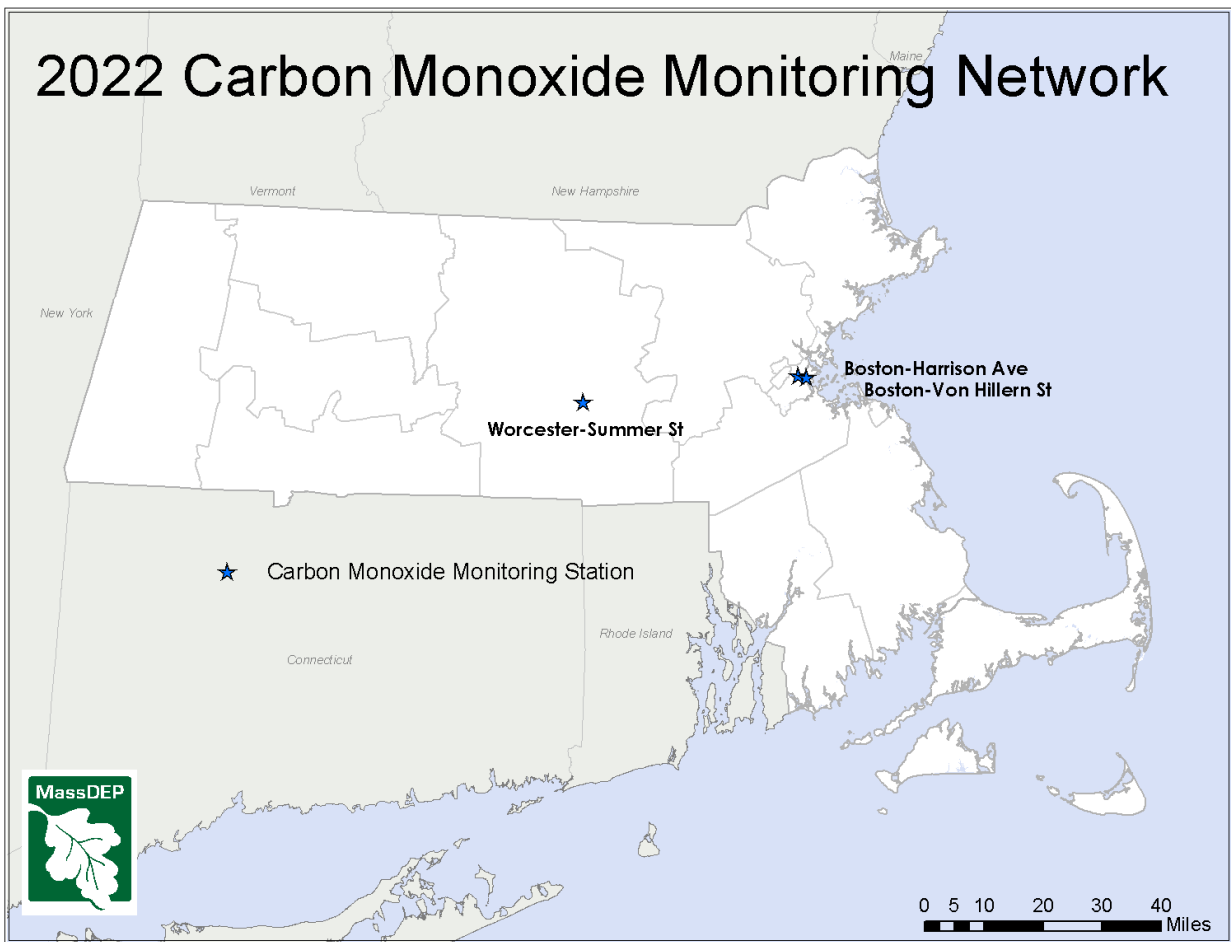 2022 Carbon Monoxide Monitoring Network
Maine
Vermont
New Hampshire
New York
Boston-Harrison Ave
Boston-Von Hillern St
Worcester-Summer St
Carbon Monoxide Monitoring Station
Rhode Island
Connecticut
MassDEP
0 5 10 20 30 40
Miles